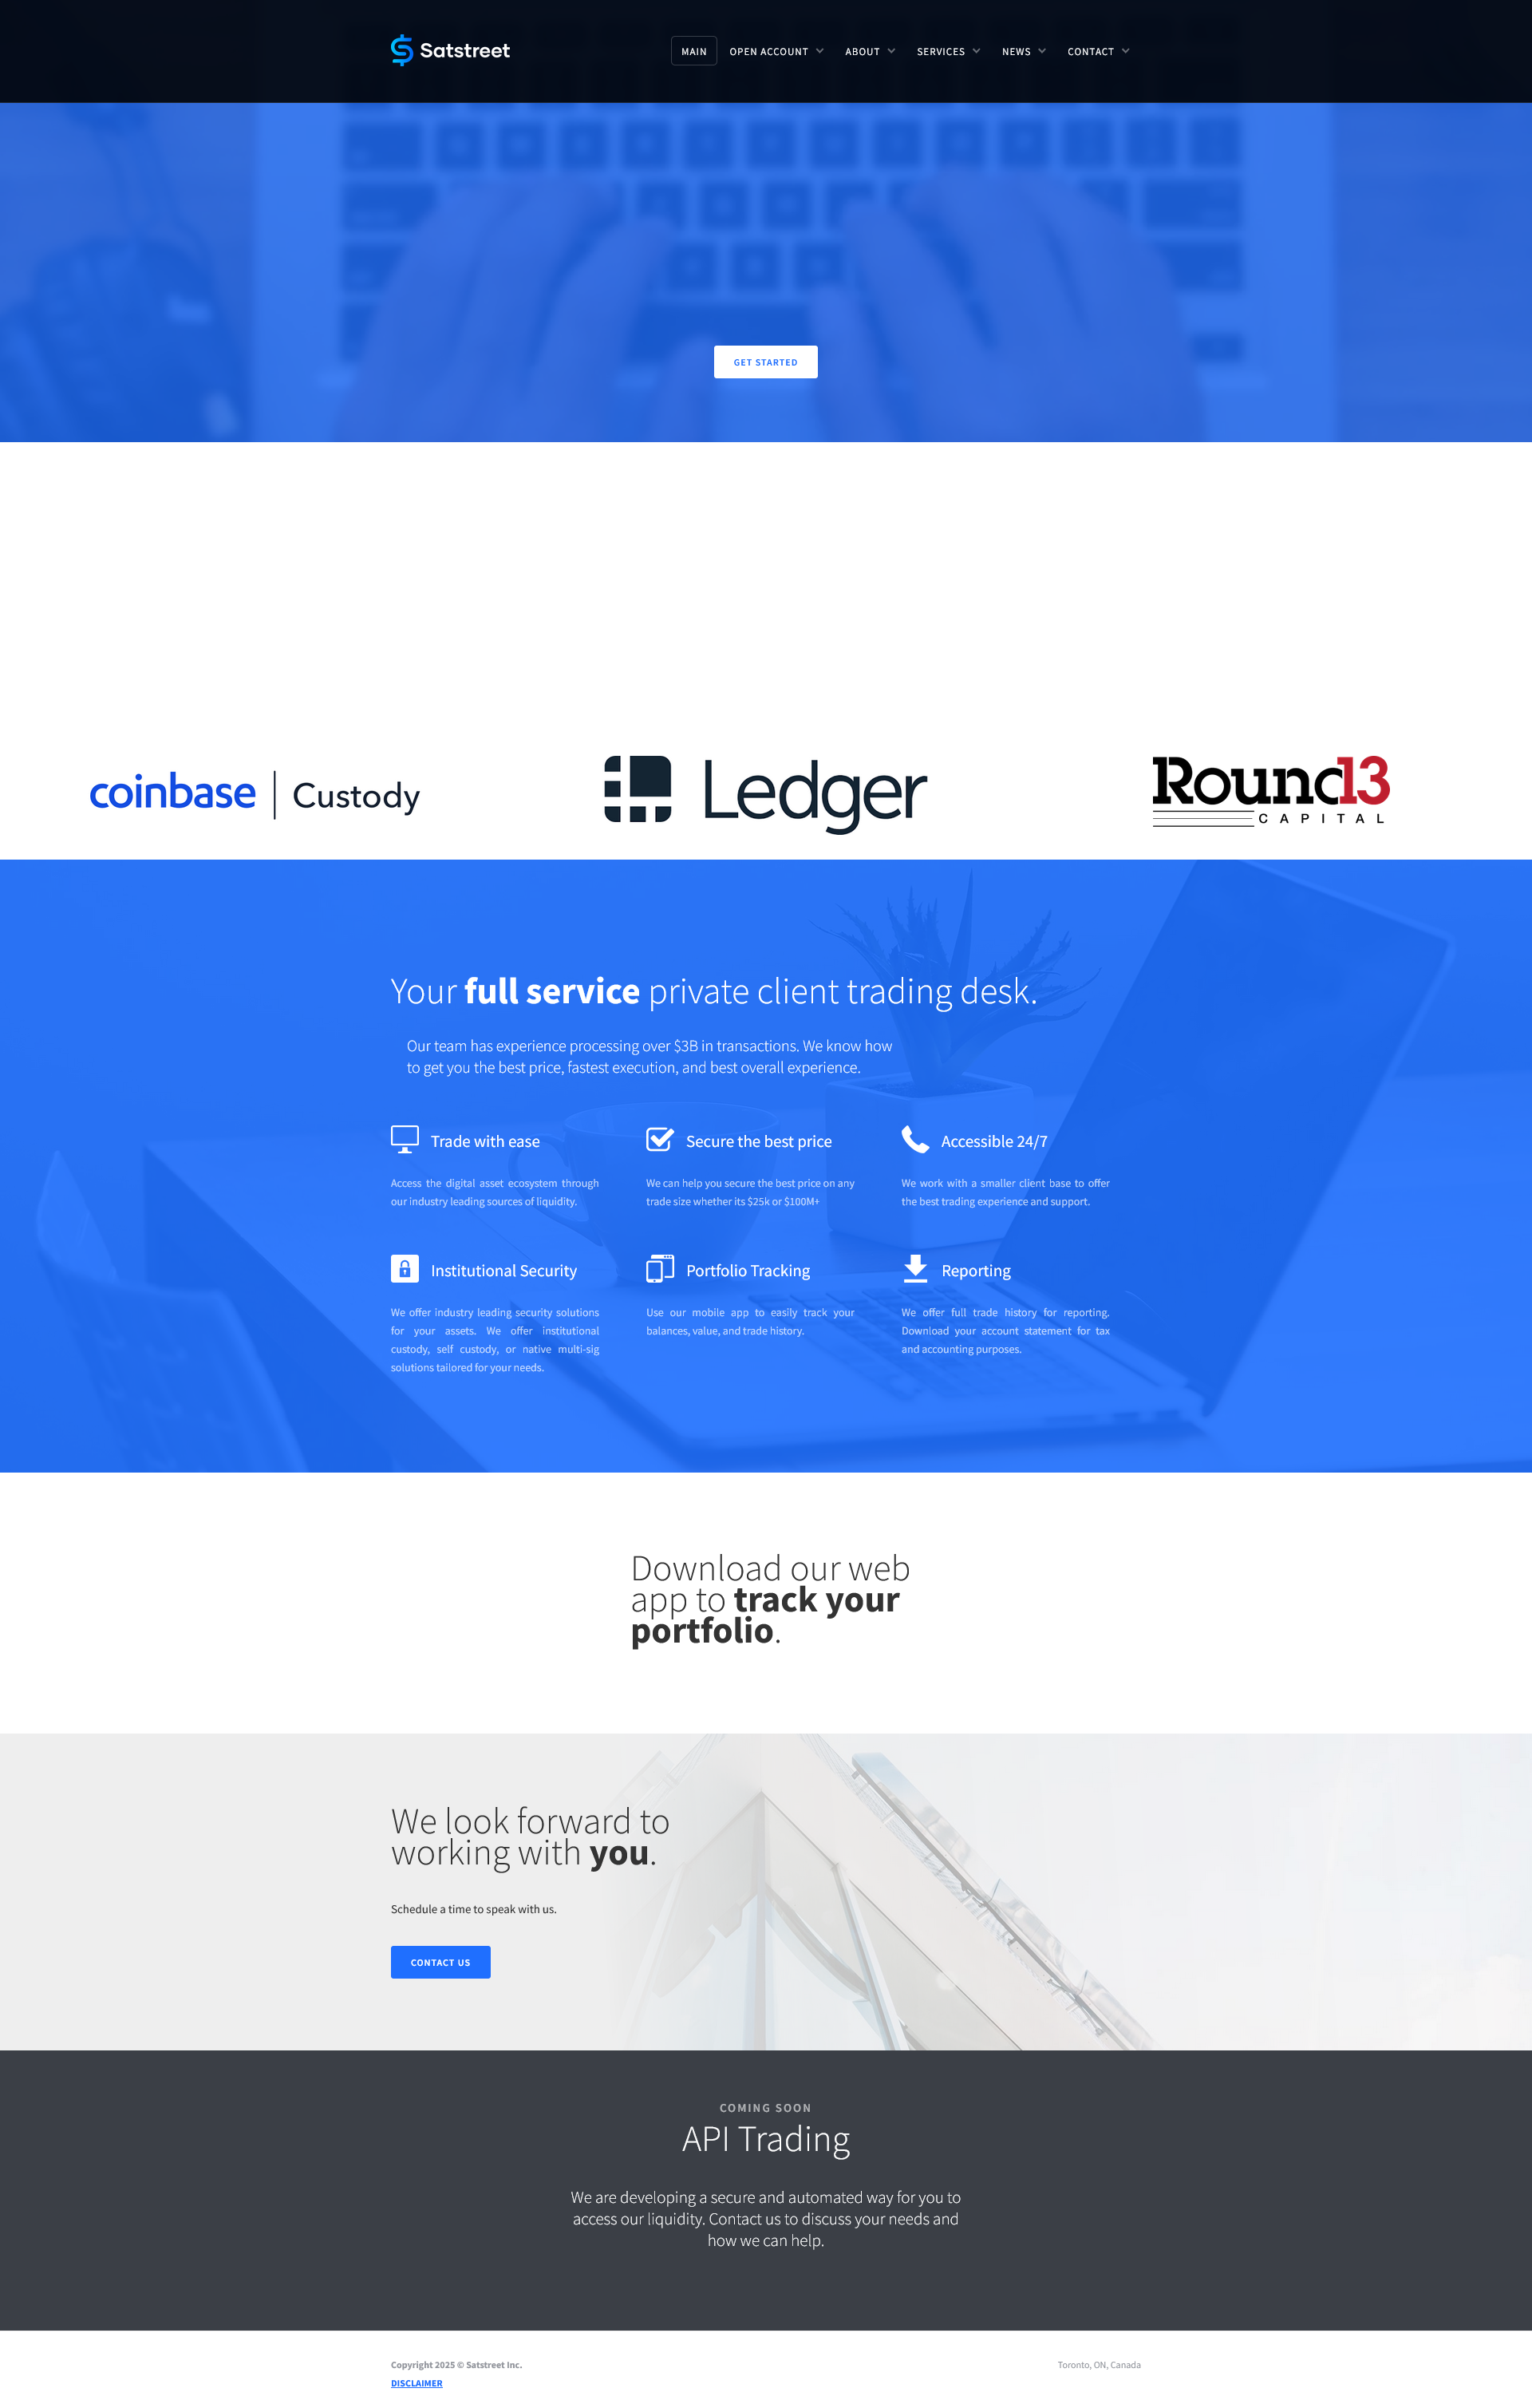 Satstreet
MAIN
OPEN ACCOUNT
ABOUT
SERVICES
NEWS
CONTACT
GET STARTED
coinbase | Custody
Ledger
Round13
CAPITAL
Your full service private client trading desk.
Our team has experience processing over $3B in transactions. We know how
to get you the best price, fastest execution, and best overall experience.
Trade with ease
Access the digital asset ecosystem through
our industry leading sources of liquidity.
Secure the best price
We can help you secure the best price on any
trade size whether its $25k or $100M+
Accessible 24/7
We work with a smaller client base to offer
the best trading experience and support.
Institutional Security
We offer industry leading security solutions
for your assets. We offer institutional
custody, self custody, or native multi-sig
solutions tailored for your needs.
Portfolio Tracking
Use our mobile app to easily track your
balances, value, and trade history.
Reporting
We offer full trade history for reporting.
Download your account statement for tax
and accounting purposes.
Download our web
app to track your
portfolio.
We look forward to
working with you.
Schedule a time to speak with us.
CONTACT US
COMING SOON
API Trading
We are developing a secure and automated way for you to
access our liquidity. Contact us to discuss your needs and
how we can help.
Copyright 2025 © Satstreet Inc.
Toronto, ON, Canada
DISCLAIMER